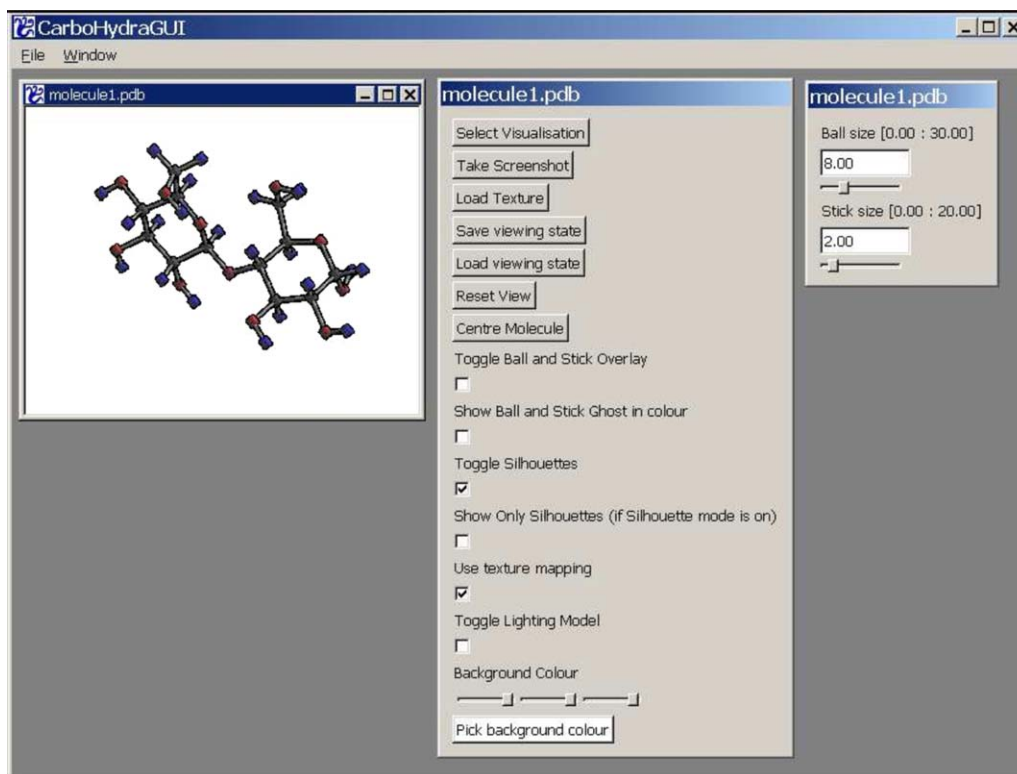 CarboHydraGUI
File Window
molecule1.pdb
molecule1.pdb
Select Visualisation
Take Screenshot
Load Texture
Save viewing state
Load viewing state
Reset View
Centre Molecule
Toggle Ball and Stick Overlay
Show Ball and Stick Ghost in colour
Toggle Silhouettes
Show Only Silhouettes (if Silhouette mode is on)
Use texture mapping
Toggle Lighting Model
Background Colour
Pick background colour
molecule1.pdb
Ball size [0.00 : 30.00]
8.00
Stick size [0.00 : 20.00]
2.00